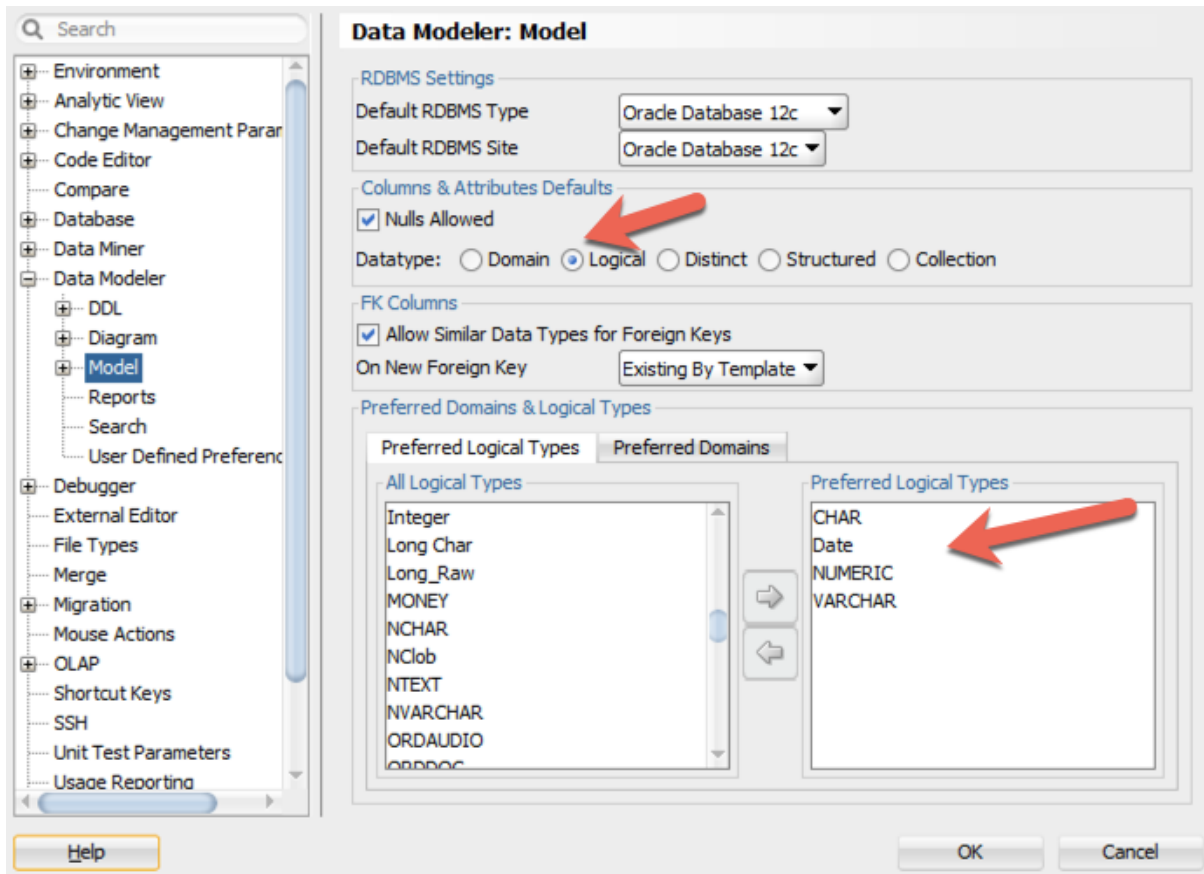 Search
Environment
Analytic View
Change Management Param
Code Editor
Compare
Database
Data Miner
Data Modeler
DDL
Diagram
Model
Reports
Search
User Defined Preferenc
Debugger
External Editor
File Types
Merge
Migration
Mouse Actions
OLAP
Shortcut Keys
SSH
Unit Test Parameters
Usage Reporting
Help
Data Modeler: Model
RDBMS Settings
Default RDBMS Type Oracle Database 12c
Default RDBMS Site Oracle Database 12c
Columns & Attributes Defaults
Nulls Allowed
Datatype: Domain Logical Distinct Structured Collection
FK Columns
Allow Similar Data Types for Foreign Keys
On New Foreign Key Existing By Template
Preferred Domains & Logical Types
Preferred Logical Types Preferred Domains
All Logical Types
Integer
Long Char
Long_Raw
MONEY
NCHAR
NClob
NTEXT
NVARCHAR
ORDAUDIO
ORDDOC
Preferred Logical Types
CHAR
Date
NUMERIC
VARCHAR
OK Cancel